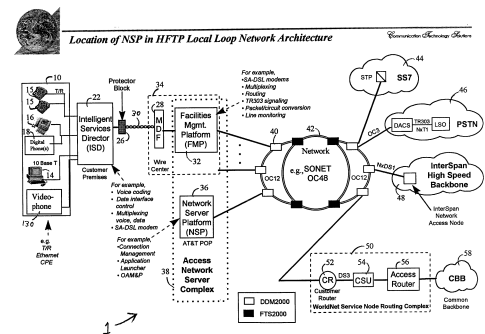 Location of NSP in HFTP Local Loop Network Architecture
Communication Technology Solutions
10
15
T/R
15
16
18
Digital
Phone(s)
10 Base T
14
Video-
phone
130
e.g.
T/R
Ethernet
CPE
22
Intelligent
Services
Director
(ISD)
Customer
Premises
For example,
• Voice coding
• Data interface
control
• Multiplexing
voice, data
• SA-DSL modem
Protector
Block
26
30
34
28
MDF
Wire
Center
Facilities
Mgmt.
Platform
(FMP)
32
For example,
•SA-DSL modems
• Multiplexing
• Routing
• TR303 signaling
•Packet/circuit conversion
• Line monitoring
36
Network
Server
Platform
(NSP)
AT&T POP
For example,
•Connection
Management
• Application
Launcher
• OAM&P
38
Access
Network
Server
Complex
40
42
Network
e.g., SONET
OC48
OC12
OC12
44
STP
SS7
46
OC3
DACS
TR303
NxT1
LSO
PSTN
NxDS1
InterSpan
High Speed
Backbone
48
InterSpan
Network
Access Node
50
52
CR
Customer
Router
DS3
54
CSU
56
Access
Router
WorldNet Service Node Routing Complex
58
CBB
Common
Backbone
DDM2000
FTS2000
1